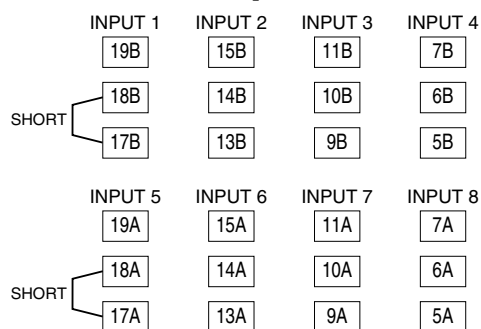 INPUT 1 INPUT 2 INPUT 3 INPUT 4
19B 15B 11B 7B
18B 14B 10B 6B
SHORT
17B 13B 9B 5B
INPUT 5 INPUT 6 INPUT 7 INPUT 8
19A 15A 11A 7A
18A 14A 10A 6A
SHORT
17A 13A 9A 5A